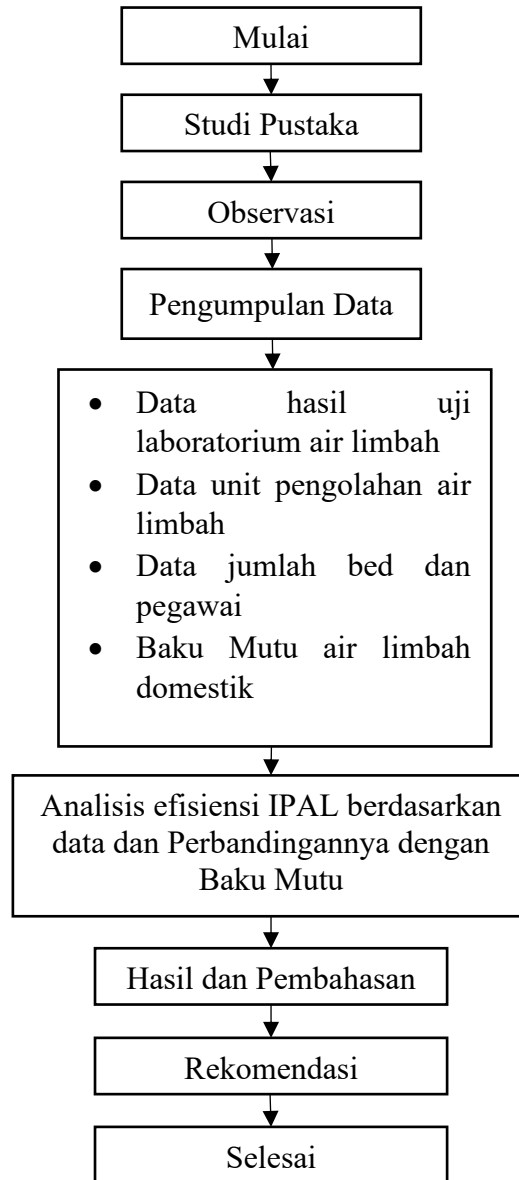 Mulai
Studi Pustaka
Observasi
Pengumpulan Data
• Data hasil uji
laboratorium air limbah
• Data unit pengolahan air
limbah
• Data jumlah bed dan
pegawai
• Baku Mutu air limbah
domestik
Analisis efisiensi IPAL berdasarkan
data dan Perbandingannya dengan
Baku Mutu
Hasil dan Pembahasan
Rekomendasi
Selesai